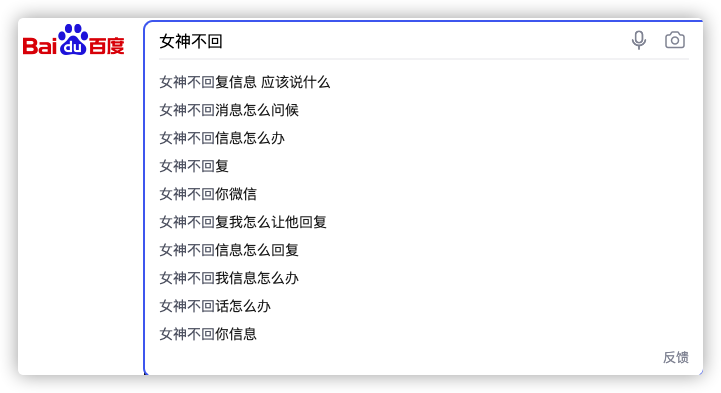 Bai du 百度
女神不回
女神不回复信息 应该说什么
女神不回消息怎么问候
女神不回信息怎么办
女神不回复
女神不回你微信
女神不回复我怎么让他回复
女神不回信息怎么回复
女神不回我信息怎么办
女神不回话怎么办
女神不回你信息
反馈